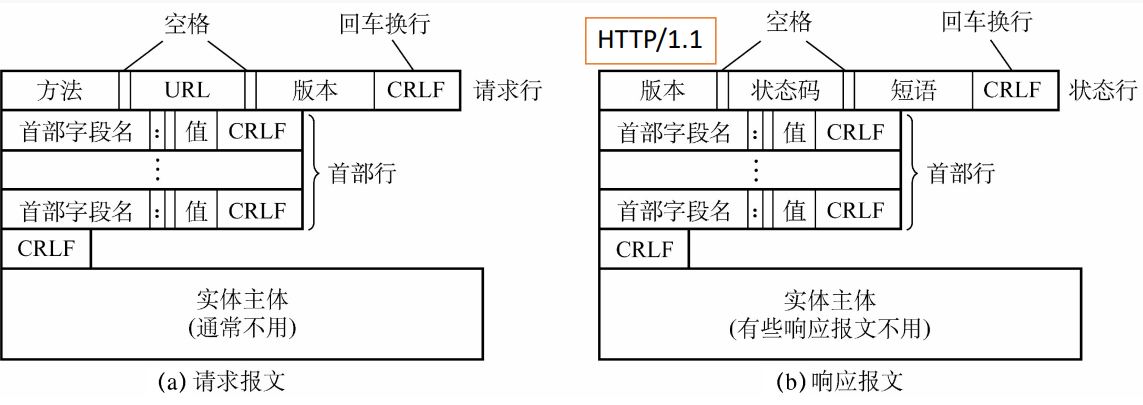 空格
回车换行
方法 URL 版本 CRLF 请求行
首部字段名 : 值 CRLF
⋮
首部字段名 : 值 CRLF
首部行
CRLF
实体主体
(通常不用)
(a) 请求报文
HTTP/1.1
空格
回车换行
版本 状态码 短语 CRLF 状态行
首部字段名 : 值 CRLF
⋮
首部字段名 : 值 CRLF
首部行
CRLF
实体主体
(有些响应报文不用)
(b) 响应报文